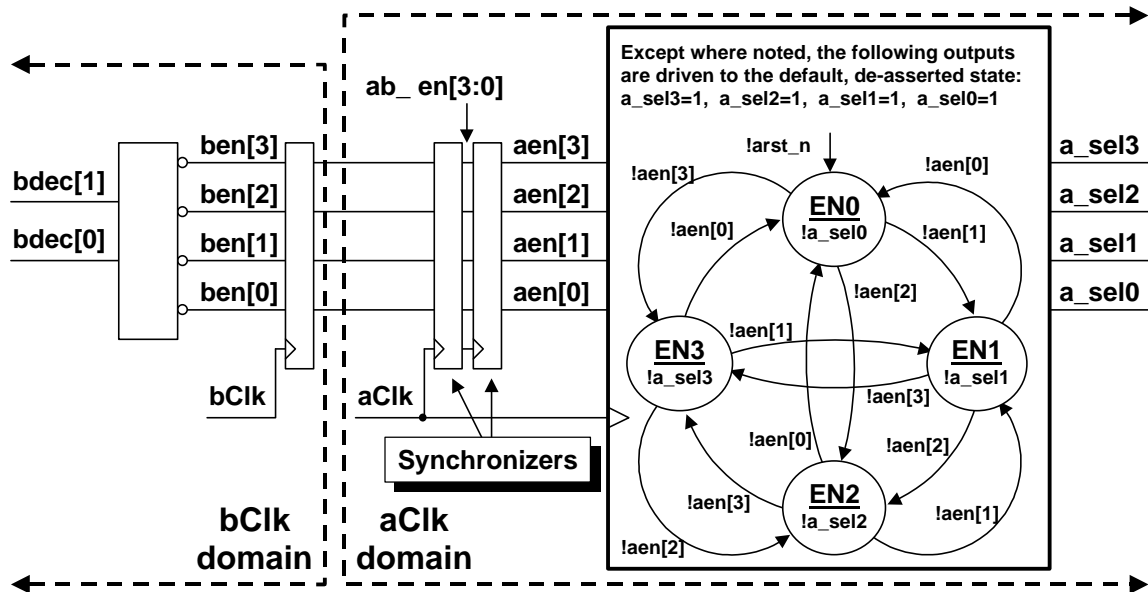 Except where noted, the following outputs
are driven to the default, de-asserted state:
a_sel3=1, a_sel2=1, a_sel1=1, a_sel0=1
ab_ en[3:0]
bdec[1]
bdec[0]
ben[3]
ben[2]
ben[1]
ben[0]
aen[3]
aen[2]
aen[1]
aen[0]
!arst_n
!aen[3]
!aen[0]
EN0
!a_sel0
!aen[0]
!aen[1]
!aen[2]
EN3
!a_sel3
!aen[1]
EN1
!a_sel1
!aen[3]
!aen[0]
!aen[2]
!aen[3]
EN2
!a_sel2
!aen[1]
!aen[2]
a_sel3
a_sel2
a_sel1
a_sel0
bClk
aClk
Synchronizers
bClk
domain
aClk
domain